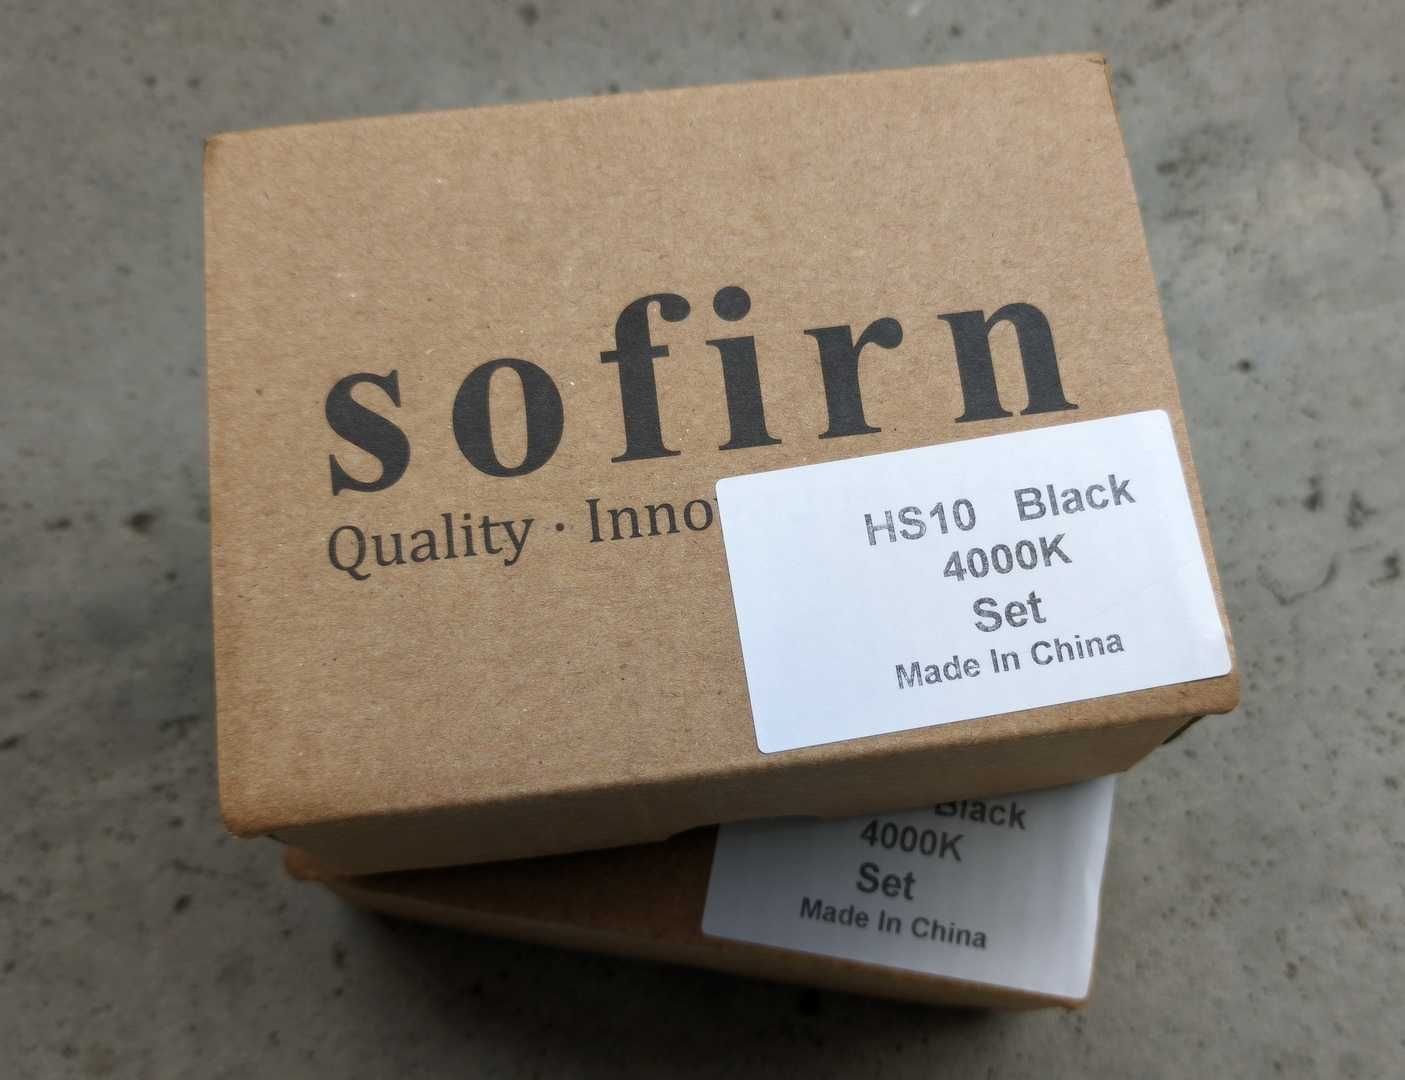 sofirn
Quality · Inno
HS10 Black
4000K
Set
Made In China
Black
4000K
Set
Made In China